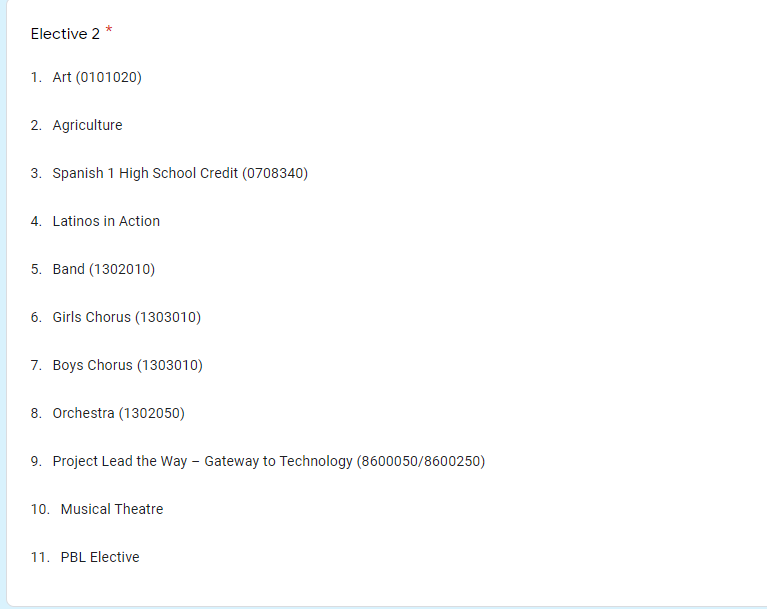 Elective 2 *
1. Art (0101020)
2. Agriculture
3. Spanish 1 High School Credit (0708340)
4. Latinos in Action
5. Band (1302010)
6. Girls Chorus (1303010)
7. Boys Chorus (1303010)
8. Orchestra (1302050)
9. Project Lead the Way – Gateway to Technology (8600050/8600250)
10. Musical Theatre
11. PBL Elective